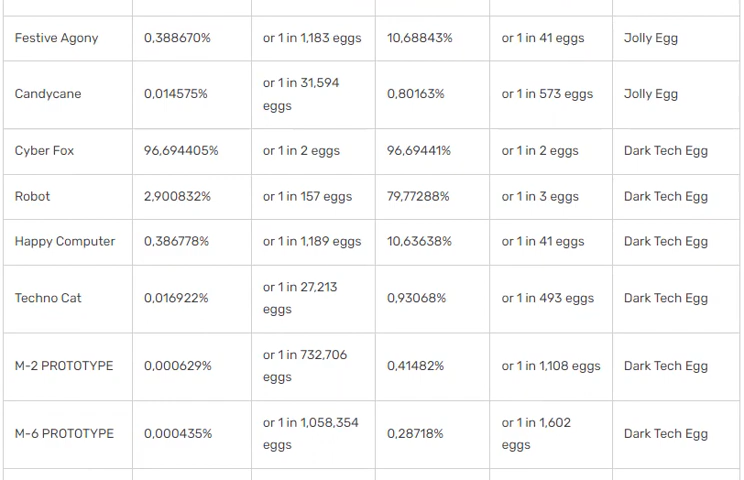 Festive Agony 0,388670% or 1 in 1,183 eggs 10,68843% or 1 in 41 eggs Jolly Egg
Candycane 0,014575% or 1 in 31,594 eggs 0,80163% or 1 in 573 eggs Jolly Egg
Cyber Fox 96,694405% or 1 in 2 eggs 96,69441% or 1 in 2 eggs Dark Tech Egg
Robot 2,900832% or 1 in 157 eggs 79,77288% or 1 in 3 eggs Dark Tech Egg
Happy Computer 0,386778% or 1 in 1,189 eggs 10,63638% or 1 in 41 eggs Dark Tech Egg
Techno Cat 0,016922% or 1 in 27,213 eggs 0,93068% or 1 in 493 eggs Dark Tech Egg
M-2 PROTOTYPE 0,000629% or 1 in 732,706 eggs 0,41482% or 1 in 1,108 eggs Dark Tech Egg
M-6 PROTOTYPE 0,000435% or 1 in 1,058,354 eggs 0,28718% or 1 in 1,602 eggs Dark Tech Egg